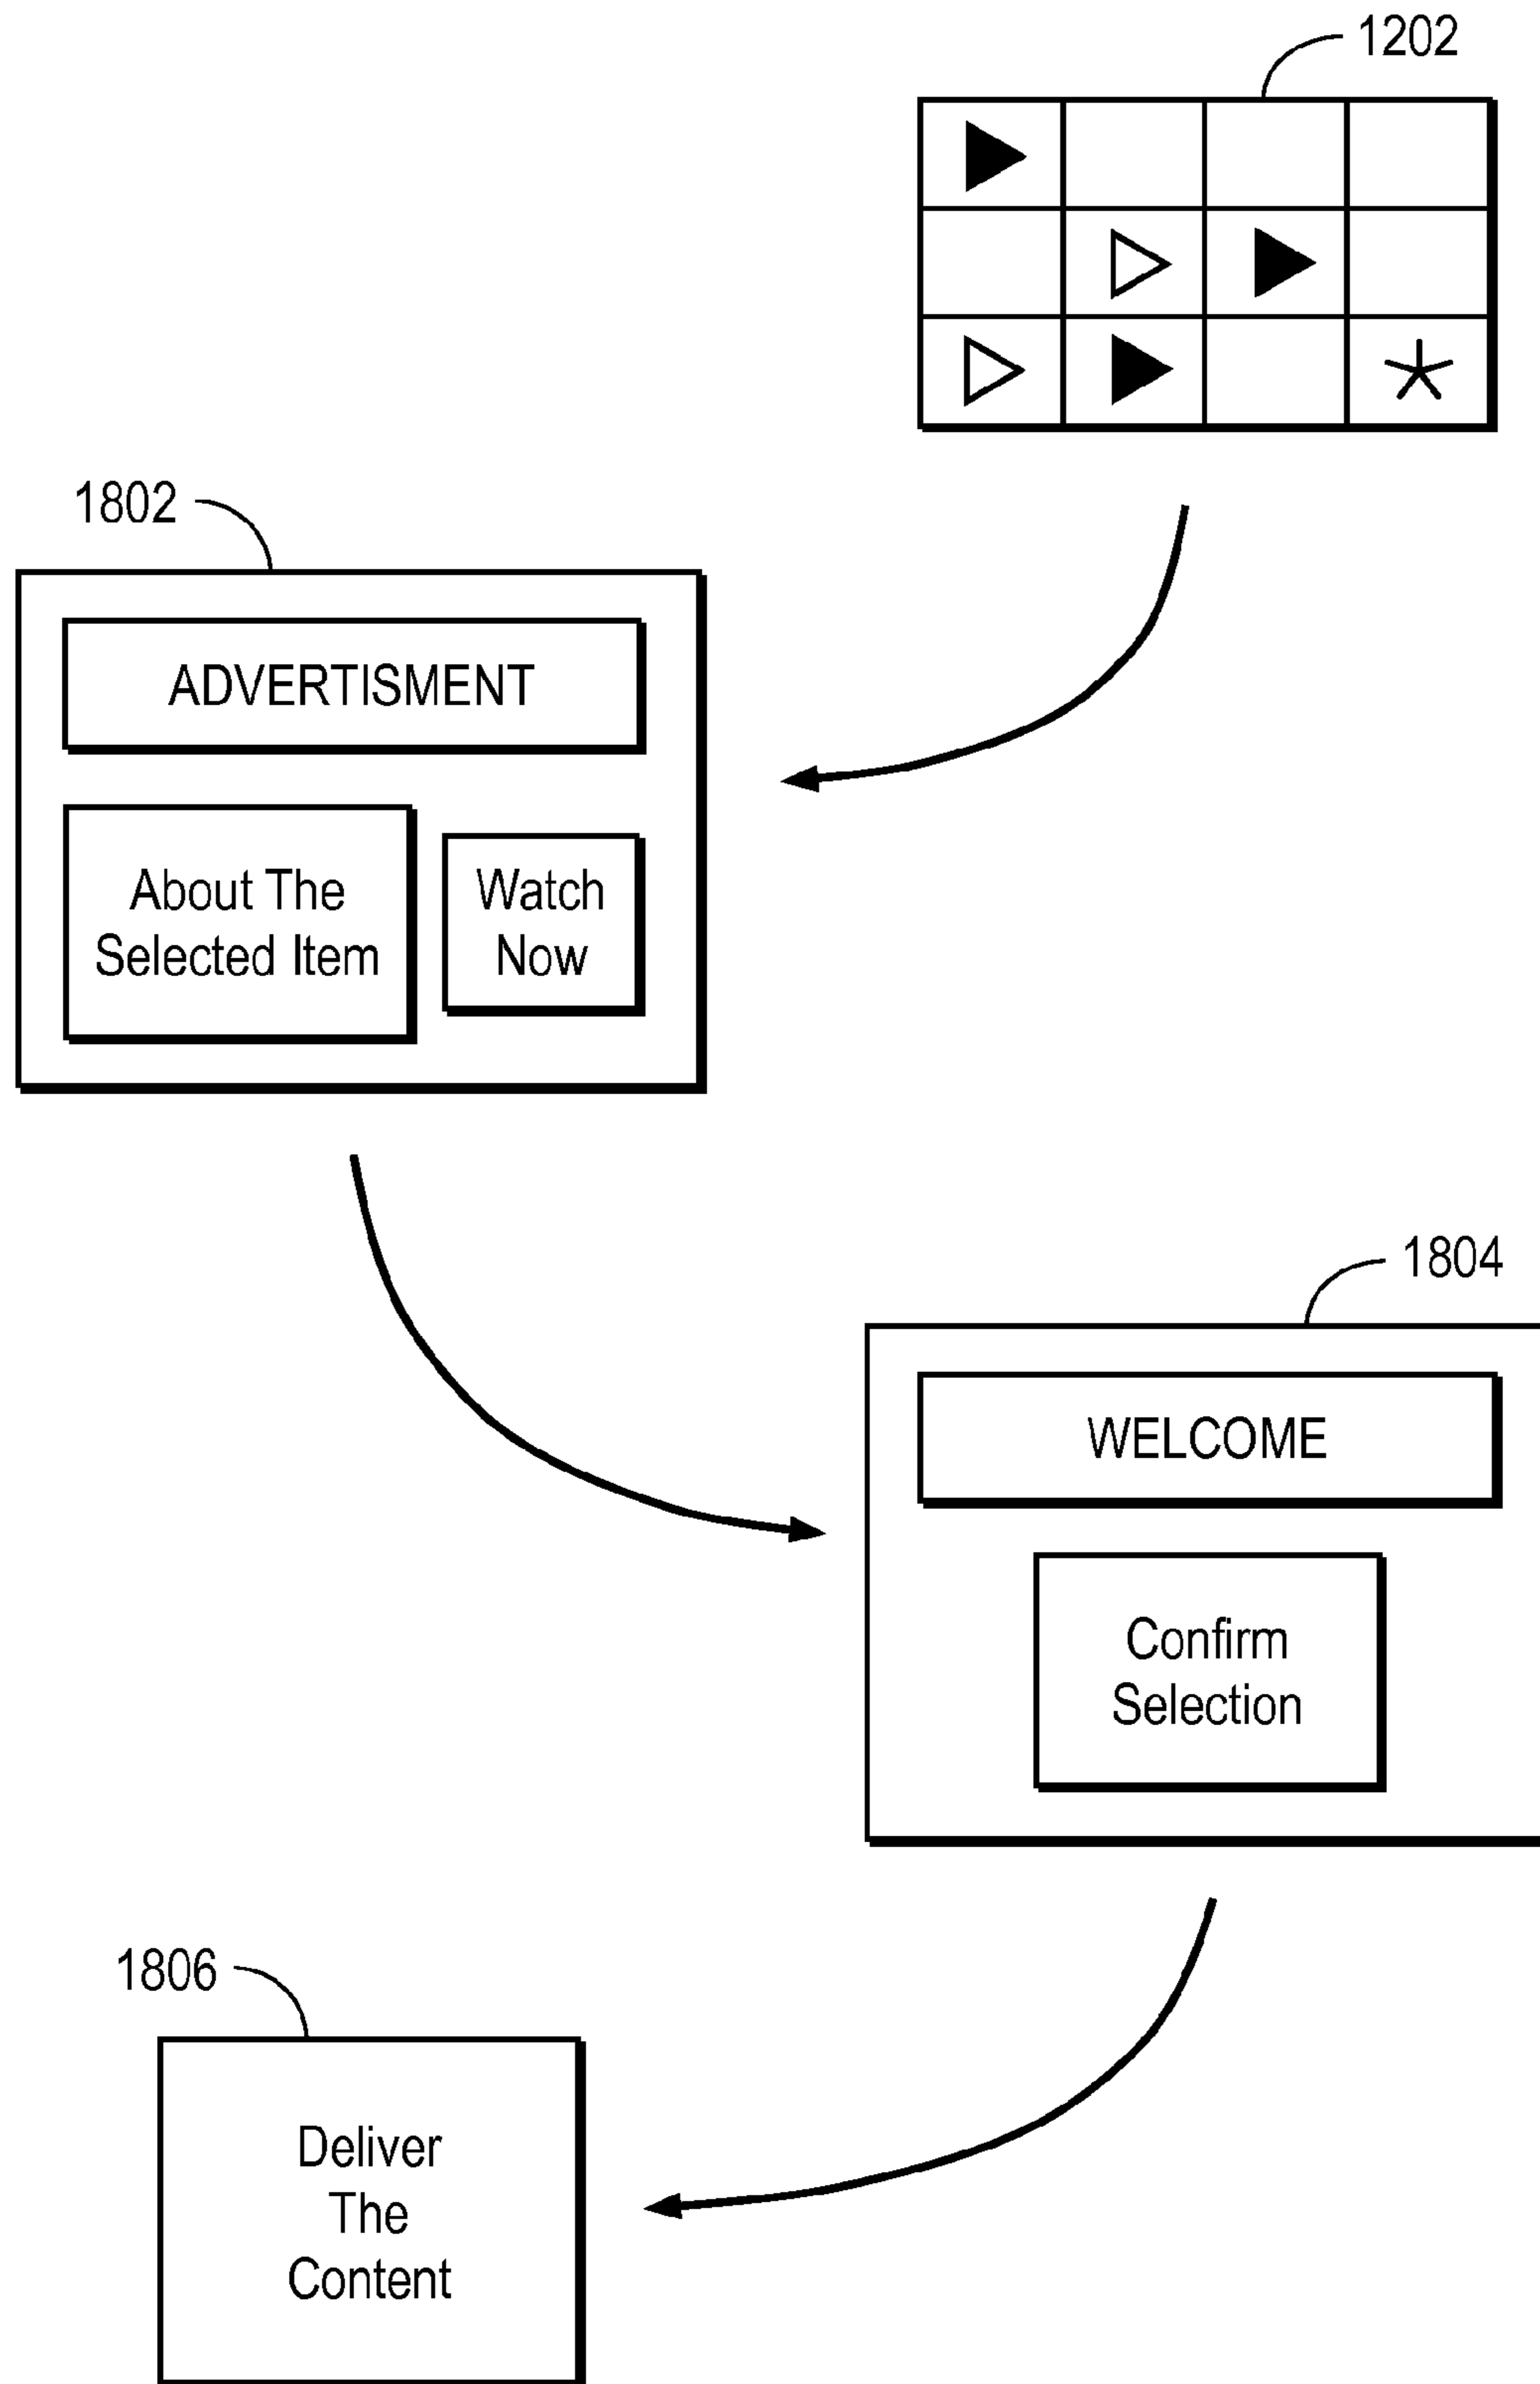 1202
1802
ADVERTISMENT
About The
Selected Item
Watch
Now
1804
WELCOME
Confirm
Selection
1806
Deliver
The
Content